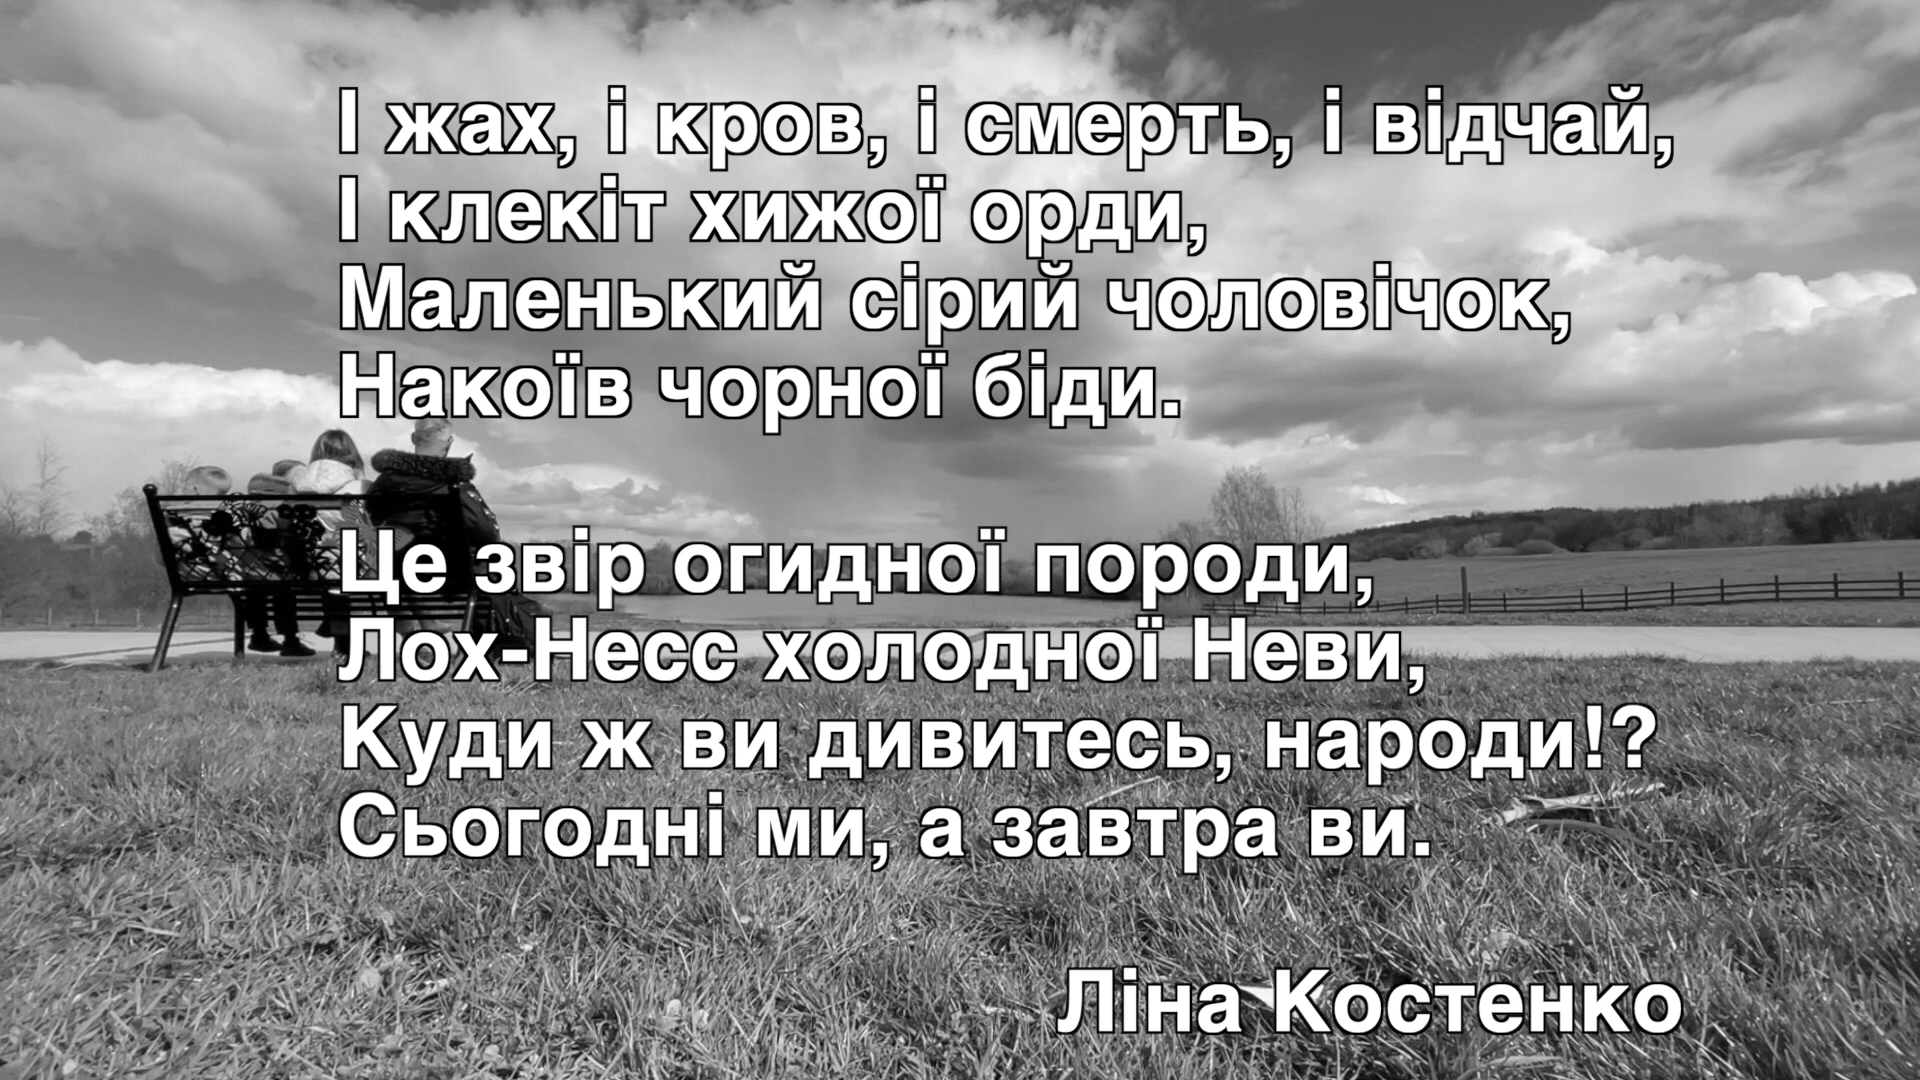 І жах, і кров, і смерть, і відчай,
І клекіт хижої орди,
Маленький сірий чоловічок,
Накоїв чорної біди.
Це звір огидної породи,
Лох-Несс холодної Неви,
Куди ж ви дивитесь, народи!?
Сьогодні ми, а завтра ви.
Ліна Костенко